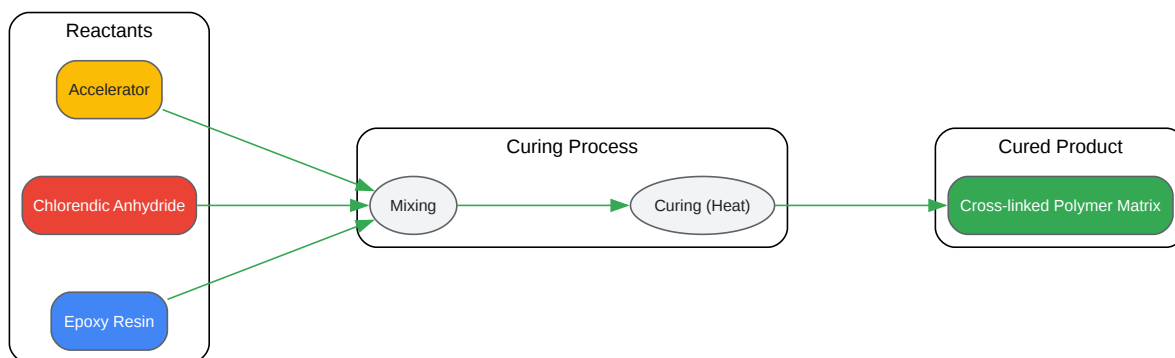 Reactants
Accelerator
Chlorendic Anhydride
Epoxy Resin
Curing Process
Mixing
Curing (Heat)
Cured Product
Cross-linked Polymer Matrix